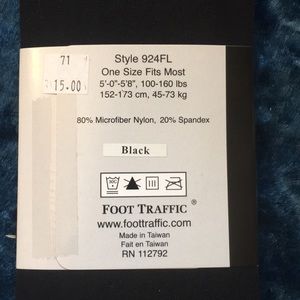 71
15.00
Style 924FL
One Size Fits Most
5'-0"-5'8", 100-160 lbs
152-173 cm, 45-73 kg
80% Microfiber Nylon, 20% Spandex
Black
FOOT TRAFFIC®
www.foottraffic.com
Made in Taiwan
Fait en Taiwan
RN 112792